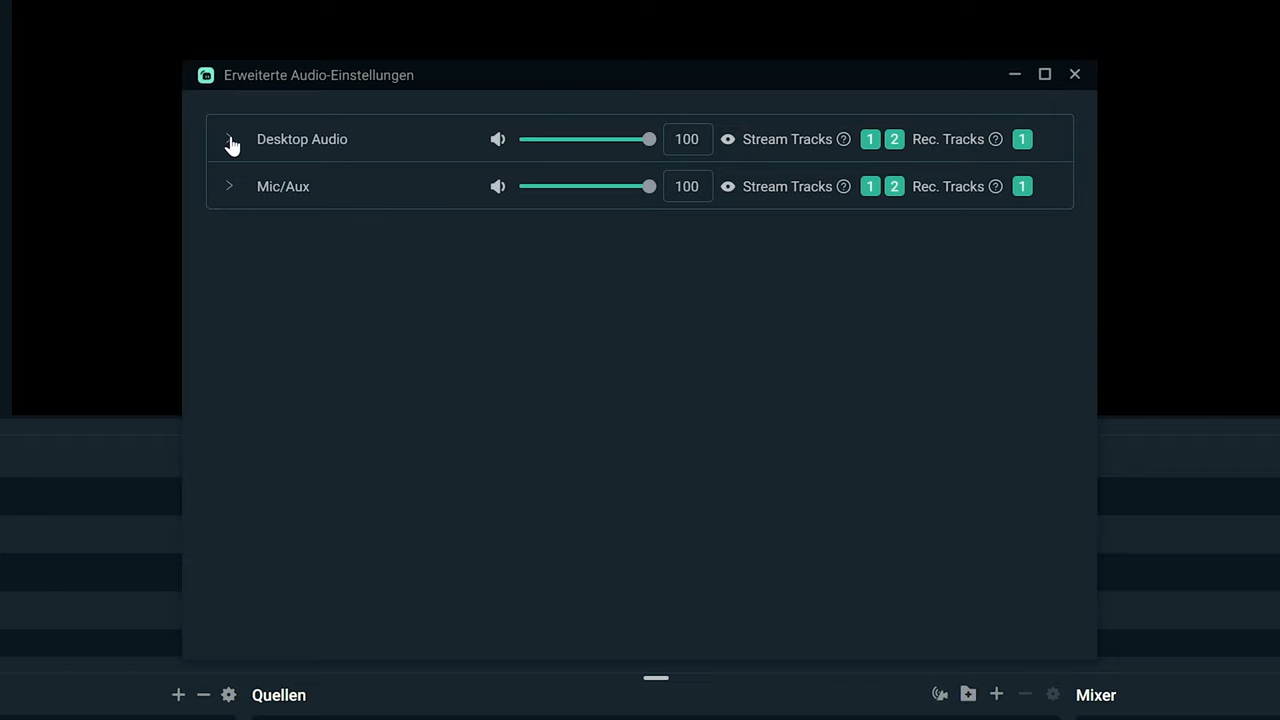 Erweiterte Audio-Einstellungen
Desktop Audio 100 Stream Tracks ? 1 2 Rec. Tracks ? 1
Mic/Aux 100 Stream Tracks ? 1 2 Rec. Tracks ? 1
Quellen Mixer